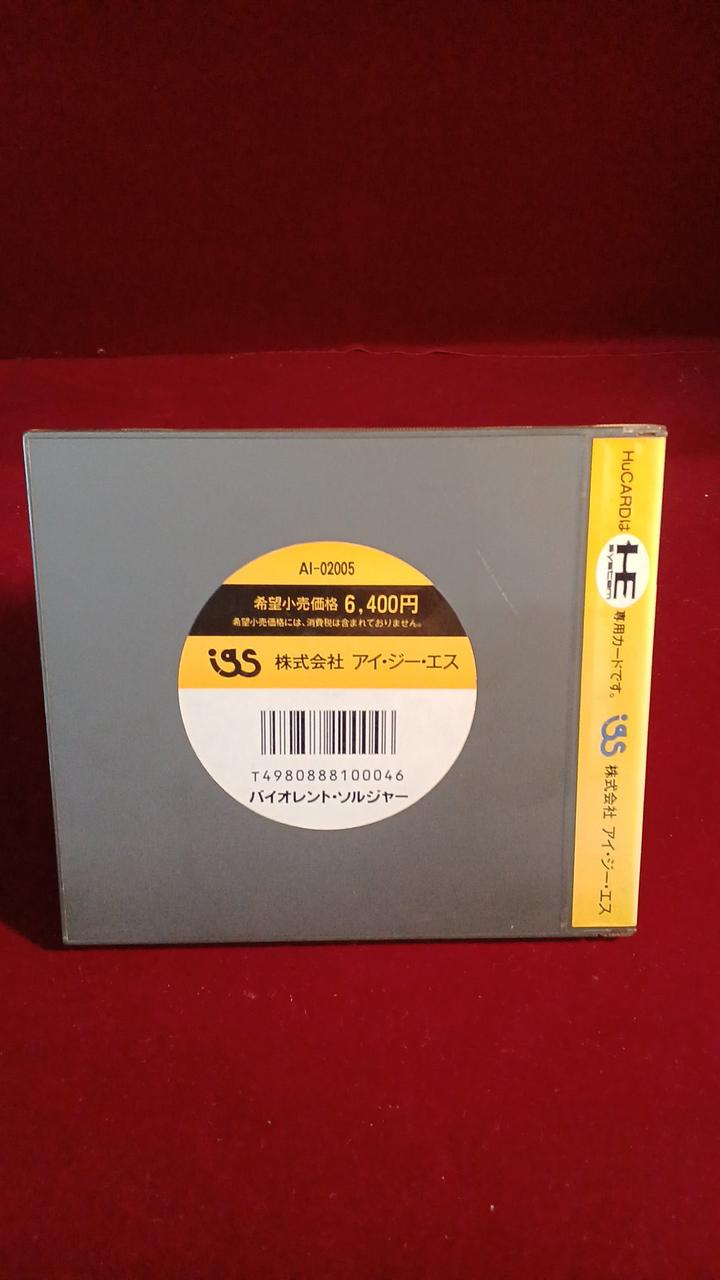 AI-02005
希望小売価格 6,400円
希望小売価格には、消費税は含まれておりません。
igs 株式会社 アイ・ジー・エス
T4980888100046
バイオレント・ソルジャー
HuCARDは HE SYSTEM 専用カードです。 igs 株式会社 アイ・ジー・エス